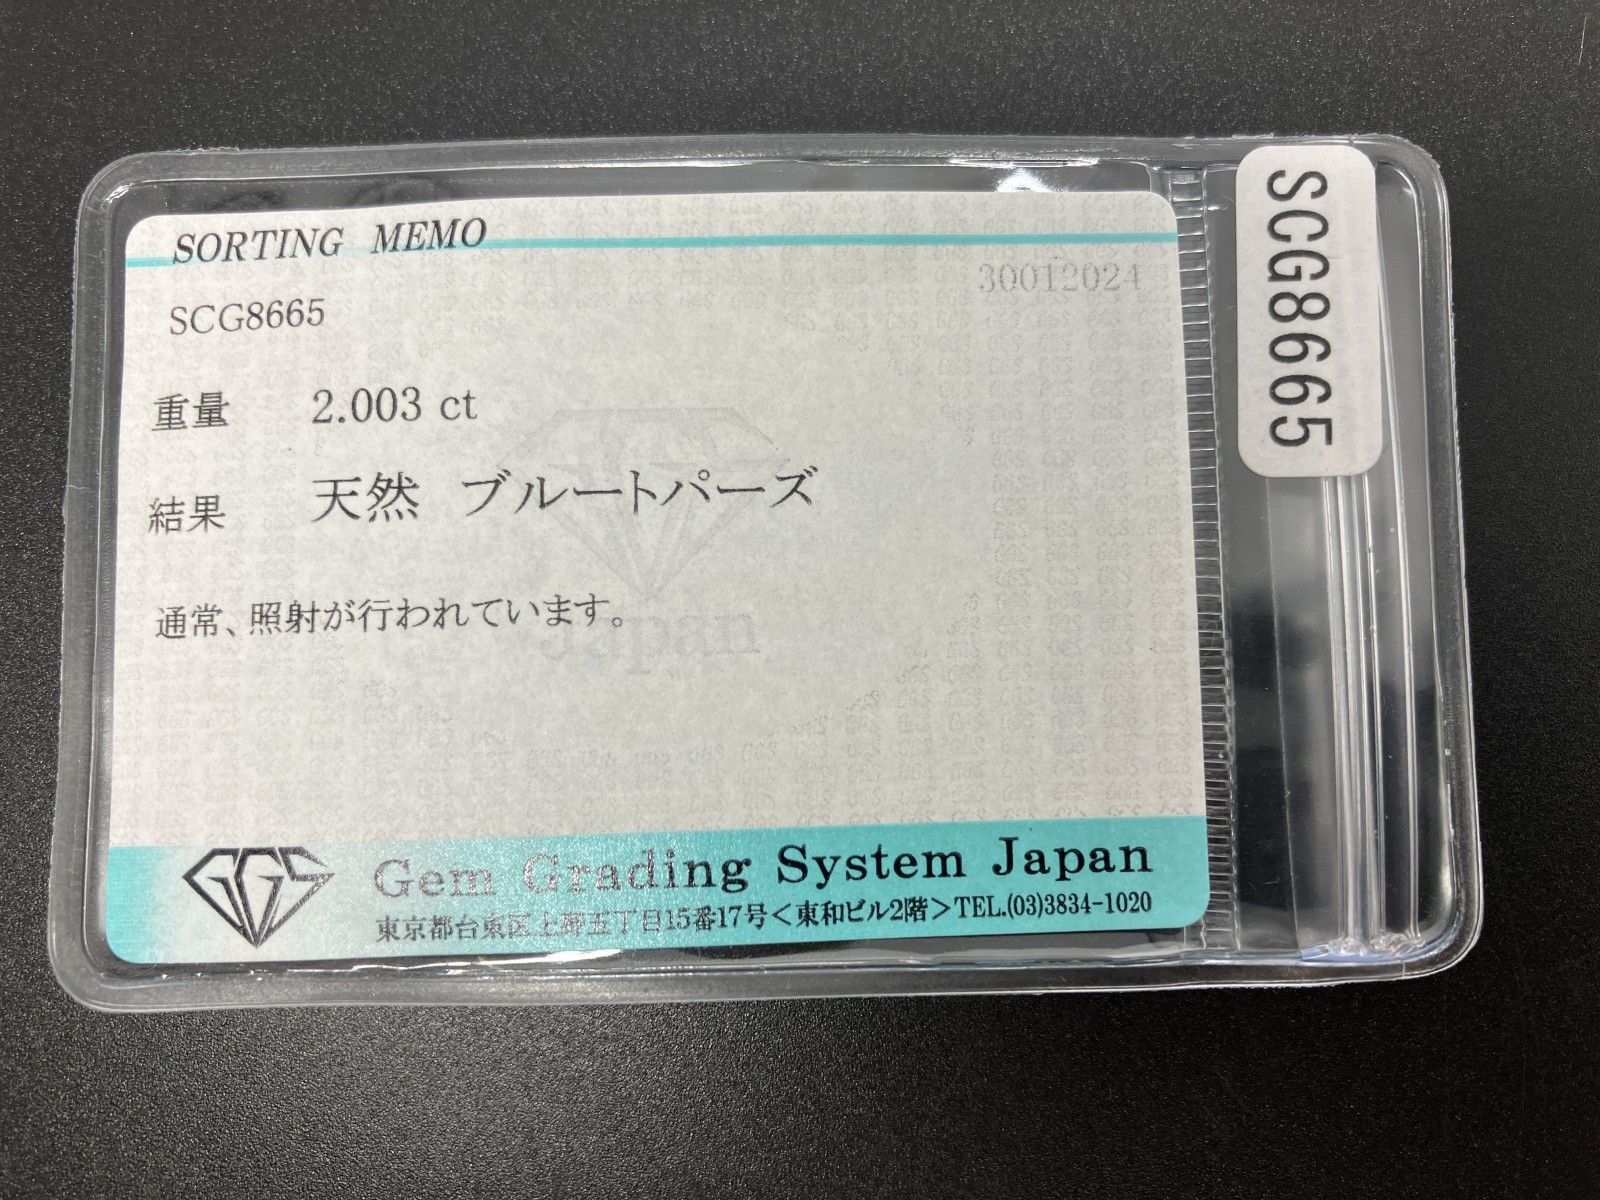 SORTING MEMO
30012024
SCG8665
重量 2.003 ct
結果 天然 ブルートパーズ
通常、照射が行われています。
Japan
GGS
Gem Grading System Japan
東京都台東区上野五丁目15番17号＜東和ビル2階＞TEL.(03)3834-1020
SCG8665